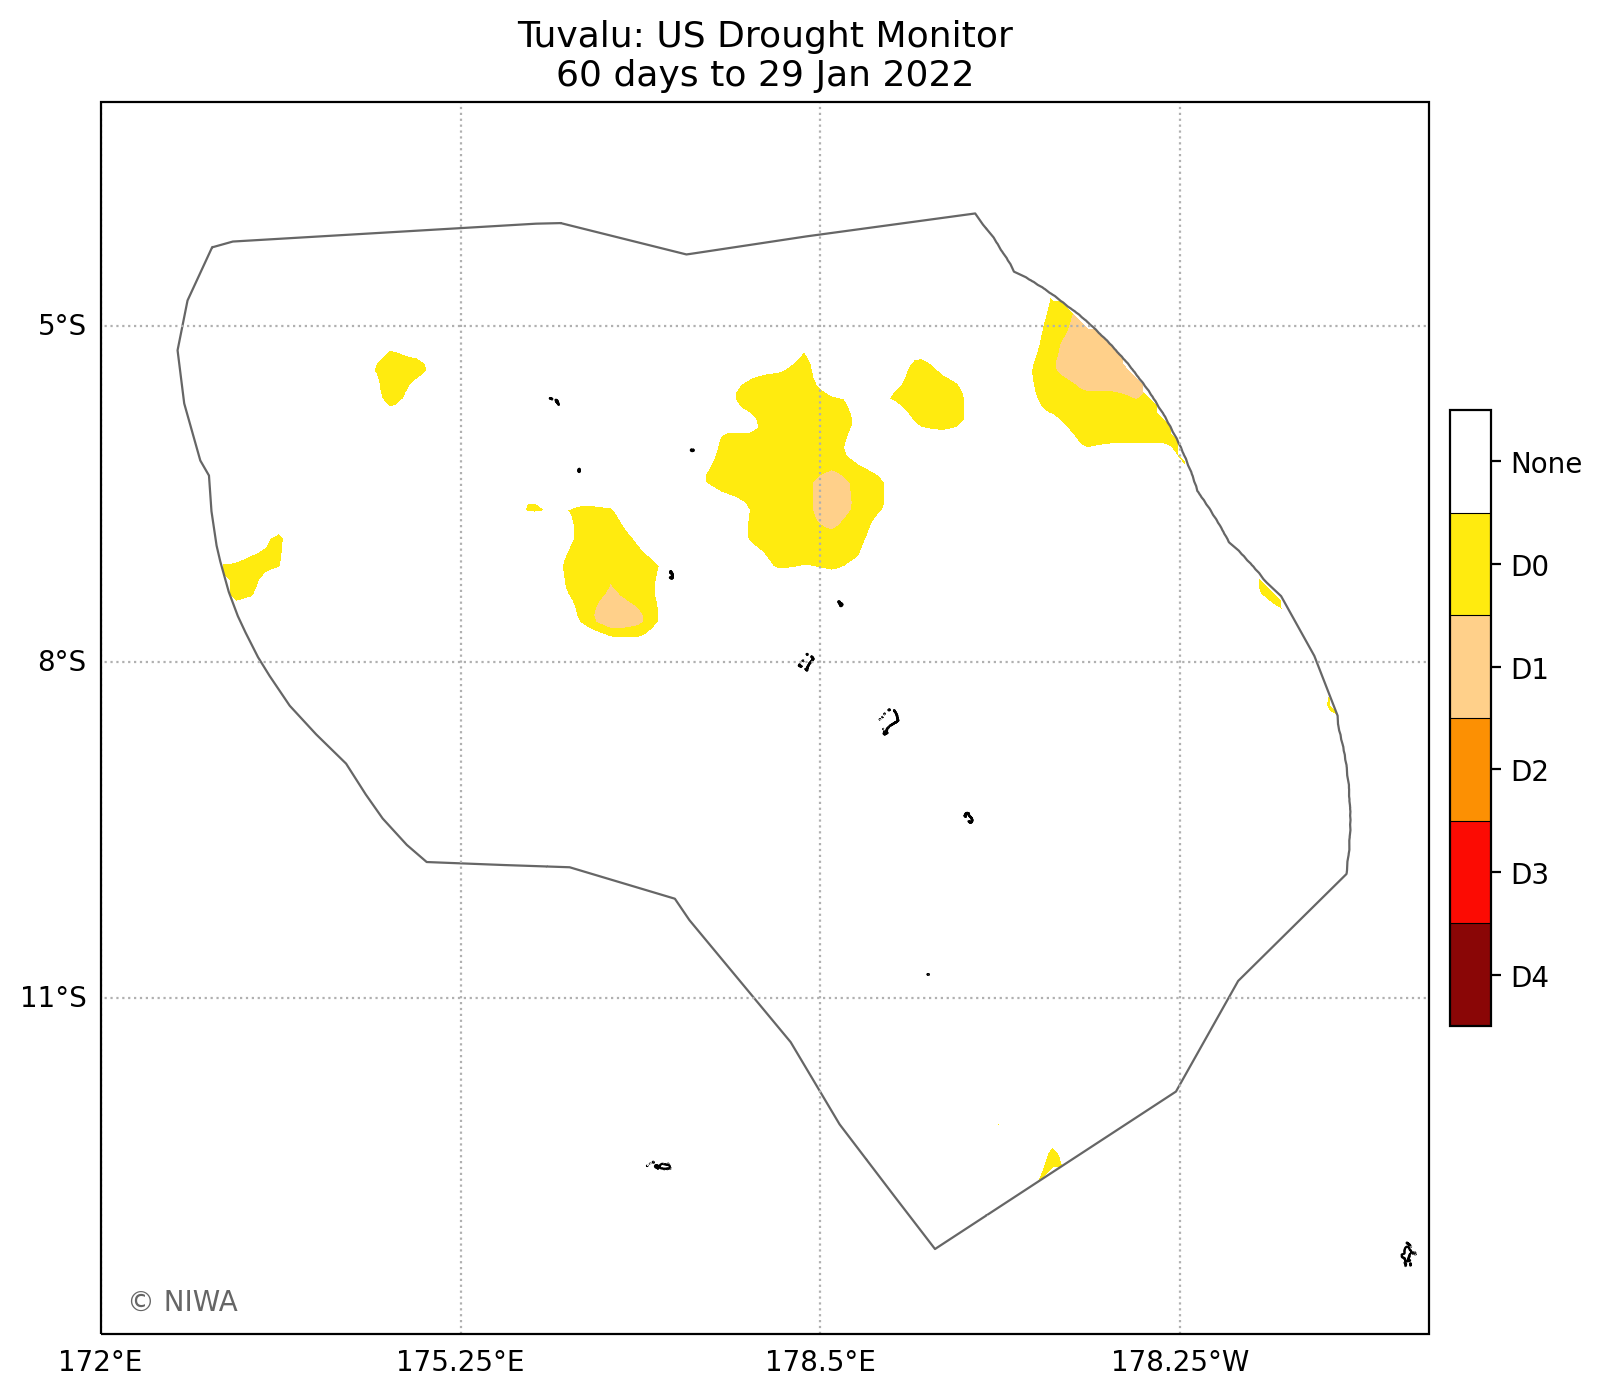 Tuvalu: US Drought Monitor
60 days to 29 Jan 2022
5°S
8°S
11°S
172°E
175.25°E
178.5°E
178.25°W
None
D0
D1
D2
D3
D4
© NIWA